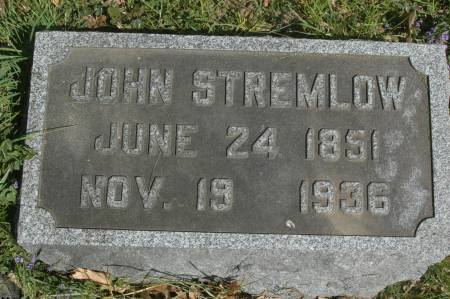 JOHN STREMLOW
JUNE 24 1851
NOV. 19 1936